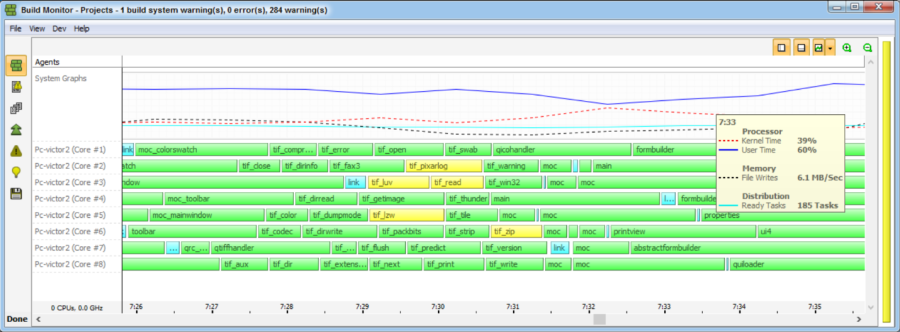 Build Monitor - Projects - 1 build system warning(s), 0 error(s), 284 warning(s)
File View Dev Help
Agents
System Graphs
7:33
Processor
Kernel Time 39%
User Time 60%
Memory
File Writes 6.1 MB/Sec
Distribution
Ready Tasks 185 Tasks
Pc-victor2 (Core #1) link moc_colorswatch tif_compr... tif_error tif_open tif_swab qicohandler formbuilder
Pc-victor2 (Core #2) tif_close tif_dirinfo tif_fax3 tif_pixarlog tif_warning moc main
Pc-victor2 (Core #3) link tif_luv tif_read tif_win32 moc moc
Pc-victor2 (Core #4) moc_toolbar tif_dirread tif_getimage tif_thunder main l... formbuilde
Pc-victor2 (Core #5) moc_mainwindow tif_color tif_dumpmode tif_lzw tif_tile moc moc properties
Pc-victor2 (Core #6) toolbar tif_codec tif_dirwrite tif_packbits tif_strip tif_zip moc printview ui4
Pc-victor2 (Core #7) ... qrc_... qtiffhandler tif_... tif_flush tif_predict tif_version link moc abstractformbuilder
Pc-victor2 (Core #8) tif_aux tif_dir tif_extens... tif_next tif_print tif_write moc moc quiloader
0 CPUs, 0.0 GHz 7:26 7:27 7:28 7:29 7:30 7:31 7:32 7:33 7:34 7:35
Done